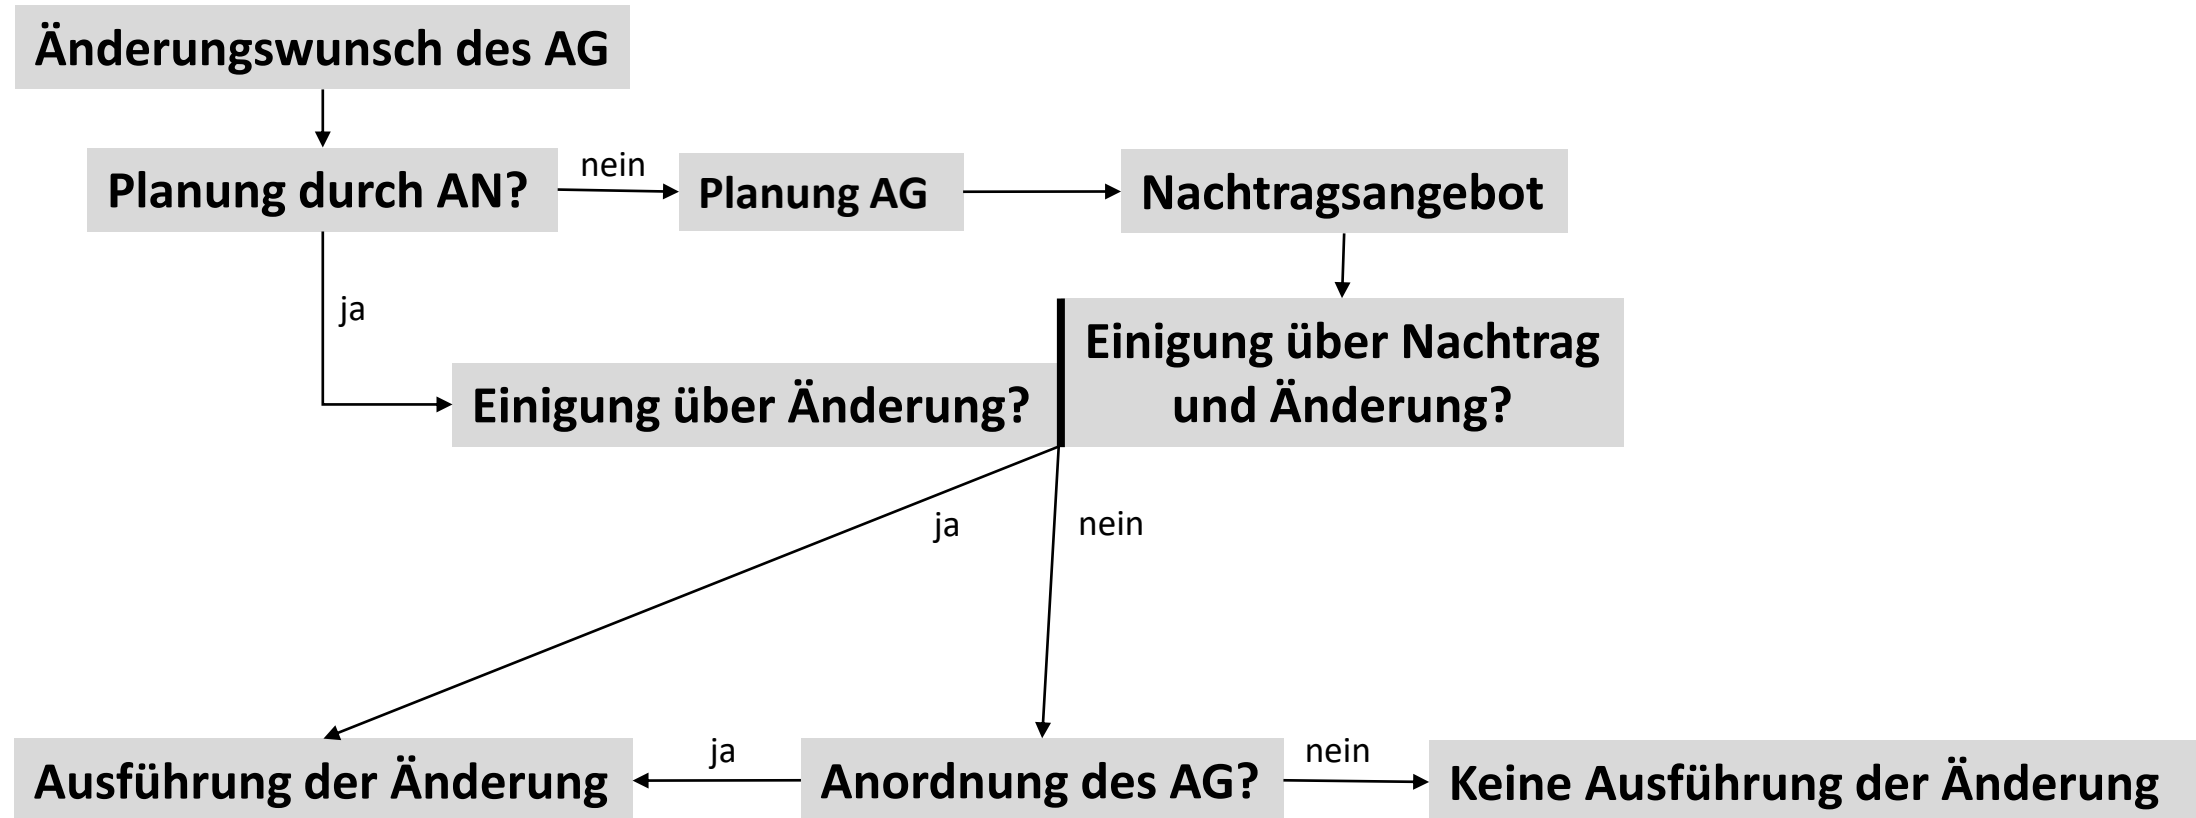 Änderungswunsch des AG
Planung durch AN?
nein
Planung AG
Nachtragsangebot
ja
Einigung über Änderung?
Einigung über Nachtrag
und Änderung?
ja
nein
Ausführung der Änderung
ja
Anordnung des AG?
nein
Keine Ausführung der Änderung